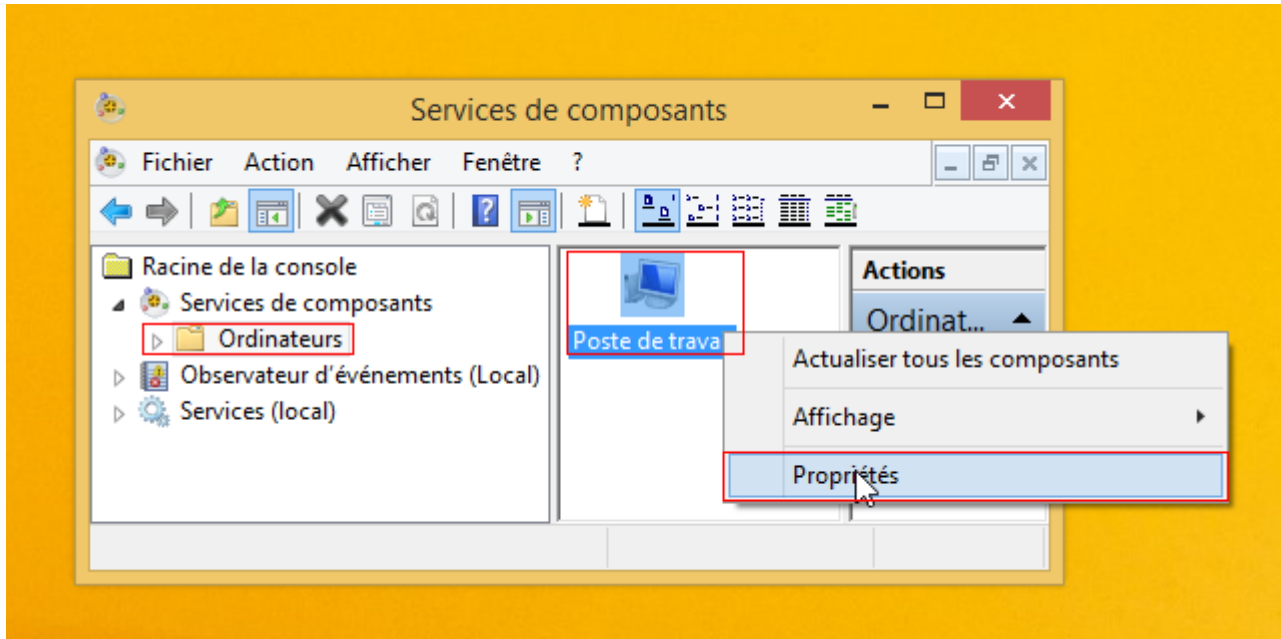 Services de composants
Fichier Action Afficher Fenêtre ?
Racine de la console
Services de composants
Ordinateurs
Observateur d'événements (Local)
Services (local)
Poste de trava
Actions
Ordinat...
Actualiser tous les composants
Affichage
Propriétés